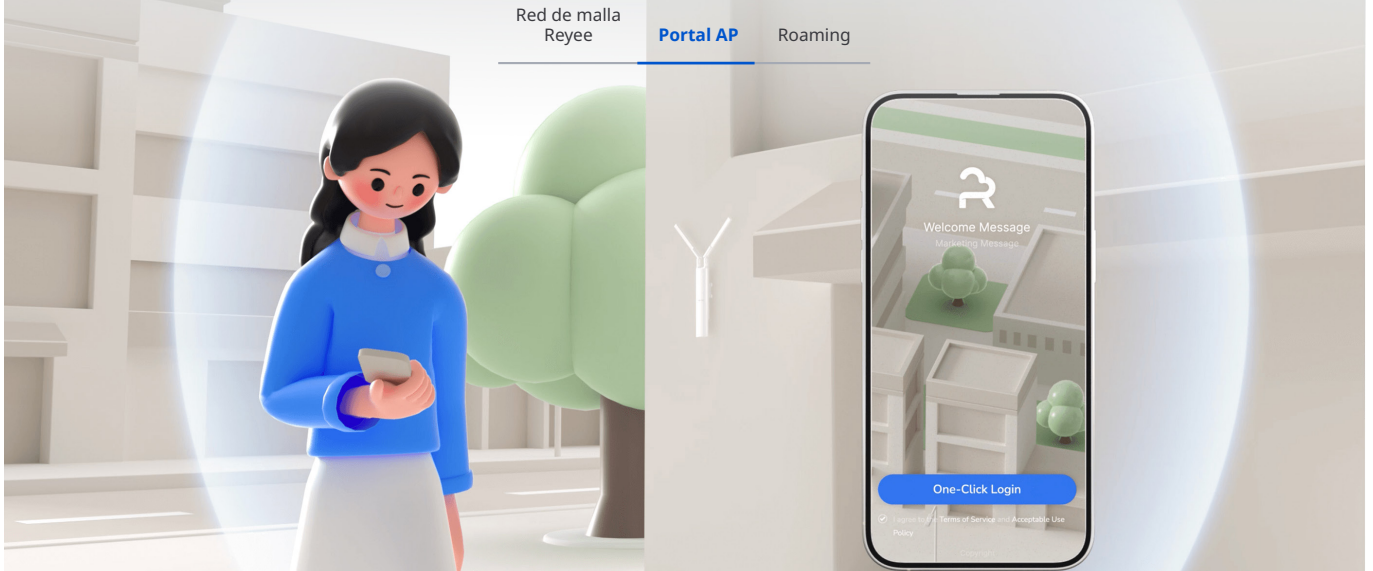 Red de malla
Reyee
Portal AP
Roaming
Welcome Message
Marketing Message
One-Click Login
I agree to the Terms of Service and Acceptable Use
Policy
Copyright